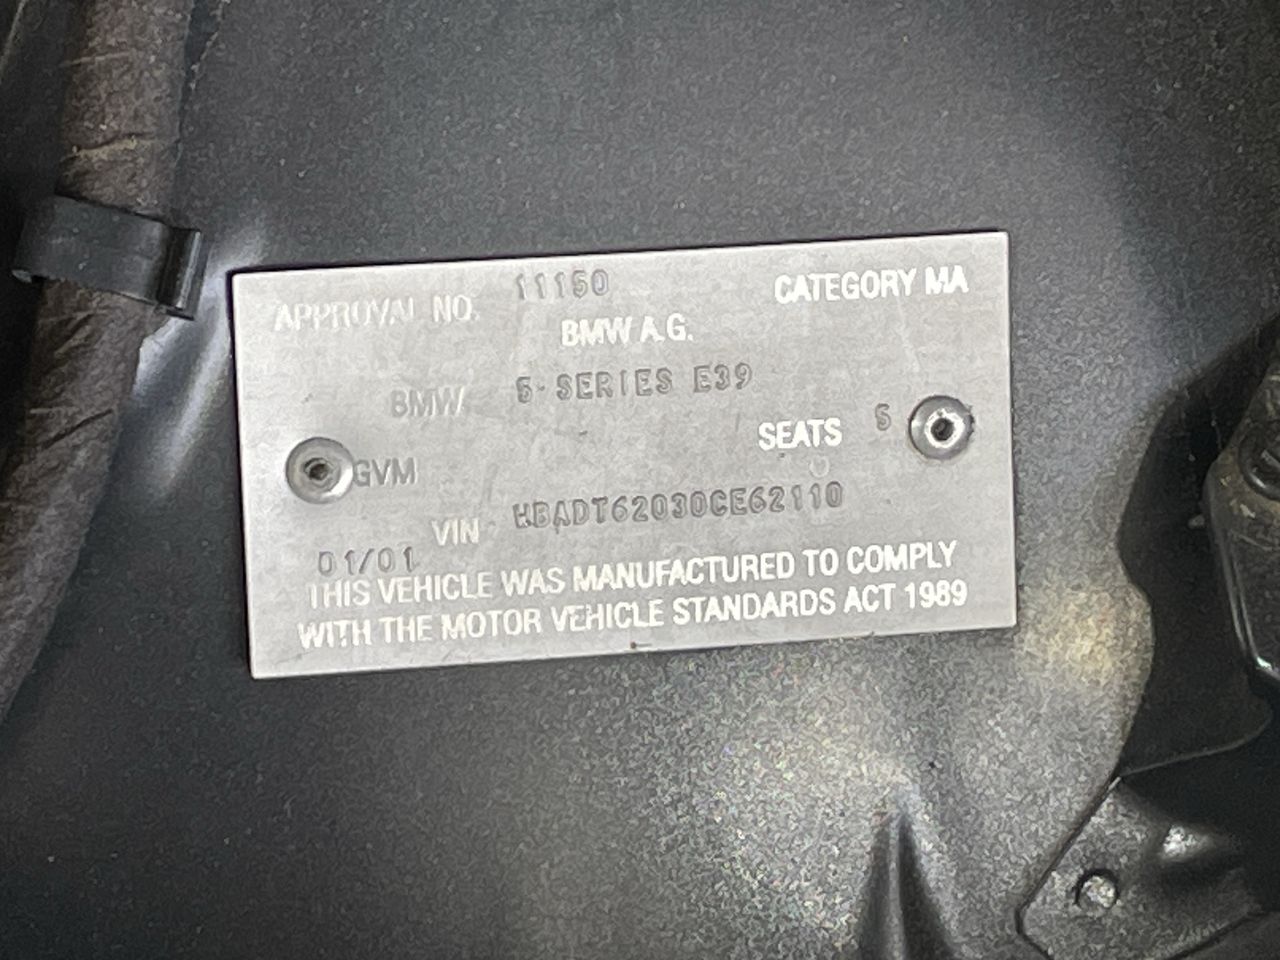 APPROVAL NO. 11150 CATEGORY MA
BMW A.G.
BMW 5-SERIES E39
SEATS 5
GVM
VIN WBADT62030CE62110
01/01
THIS VEHICLE WAS MANUFACTURED TO COMPLY
WITH THE MOTOR VEHICLE STANDARDS ACT 1989